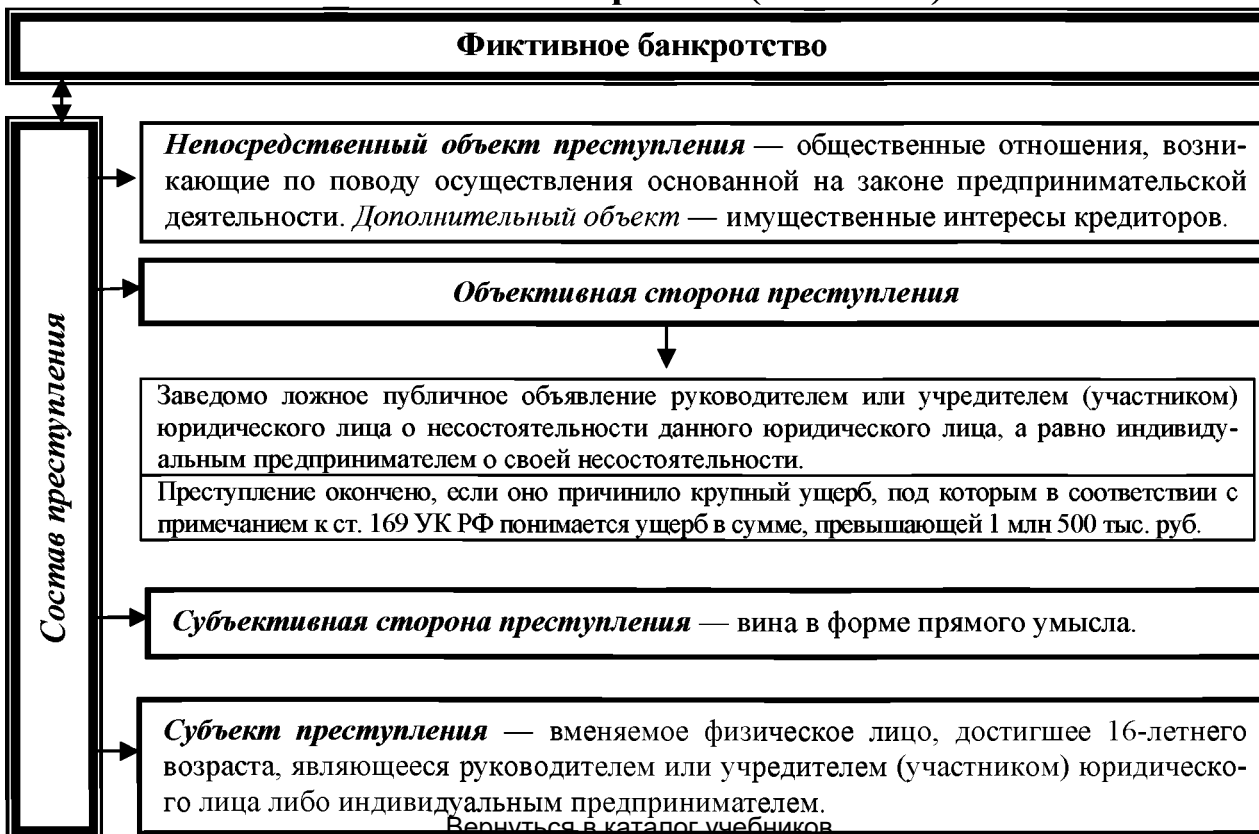 Фиктивное банкротство
Состав преступления
Непосредственный объект преступления — общественные отношения, возни-
кающие по поводу осуществления основанной на законе предпринимательской
деятельности. Дополнительный объект — имущественные интересы кредиторов.
Объективная сторона преступления
Заведомо ложное публичное объявление руководителем или учредителем (участником)
юридического лица о несостоятельности данного юридического лица, а равно индивиду-
альным предпринимателем о своей несостоятельности.
Преступление окончено, если оно причинило крупный ущерб, под которым в соответствии с
примечанием к ст. 169 УК РФ понимается ущерб в сумме, превышающей 1 млн 500 тыс. руб.
Субъективная сторона преступления — вина в форме прямого умысла.
Субъект преступления — вменяемое физическое лицо, достигшее 16-летнего
возраста, являющееся руководителем или учредителем (участником) юридическо-
го лица либо индивидуальным предпринимателем.
Вернуться в каталог учебников